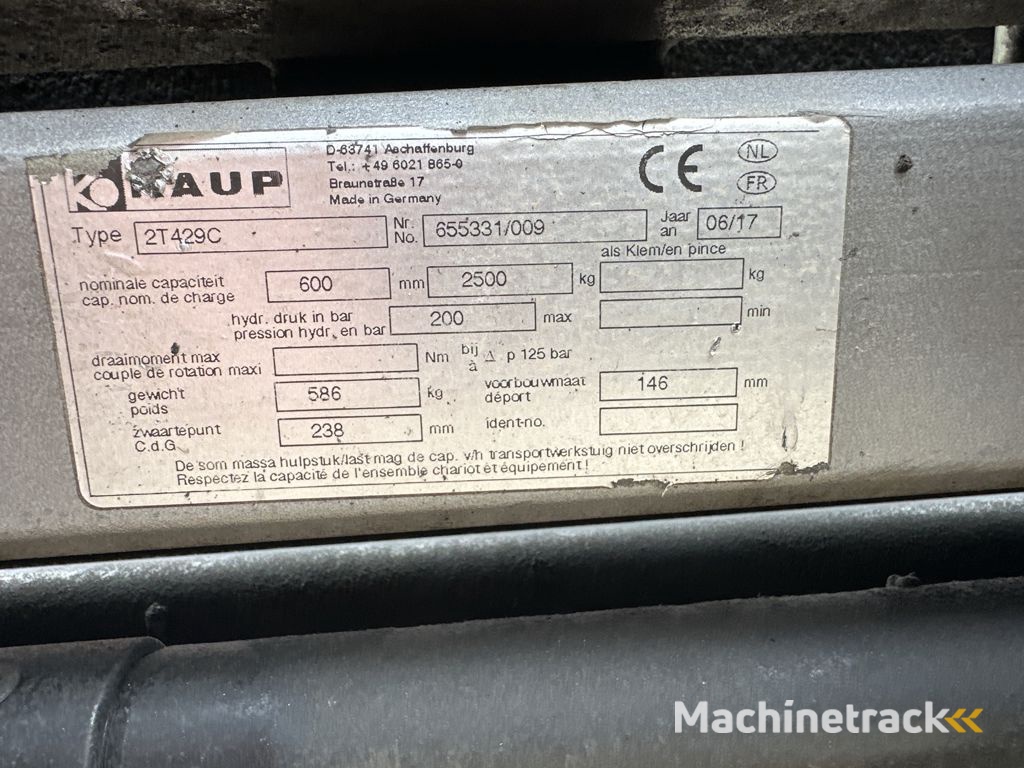 D-63741 Aschaffenburg
Tel.: +49 6021 865-0
Braunstraße 17
Made in Germany
KAUP
CE
NL
FR
Type 2T429C Nr. No. 655331/009 Jaar an 06/17
als Klem/en pince
nominale capaciteit
cap. nom. de charge 600 mm 2500 kg kg
hydr. druk in bar
pression hydr. en bar 200 max min
draaimoment max
couple de rotation maxi Nm bij à Δ p 125 bar
gewicht
poids 586 kg voorbouwmaat déport 146 mm
zwaartepunt
C.d.G. 238 mm ident-no.
De som massa hulpstuk/last mag de cap. v/h transportwerkstuig niet overschrijden !
Respectez la capacité de l'ensemble chariot et équipement !
Machinetrack